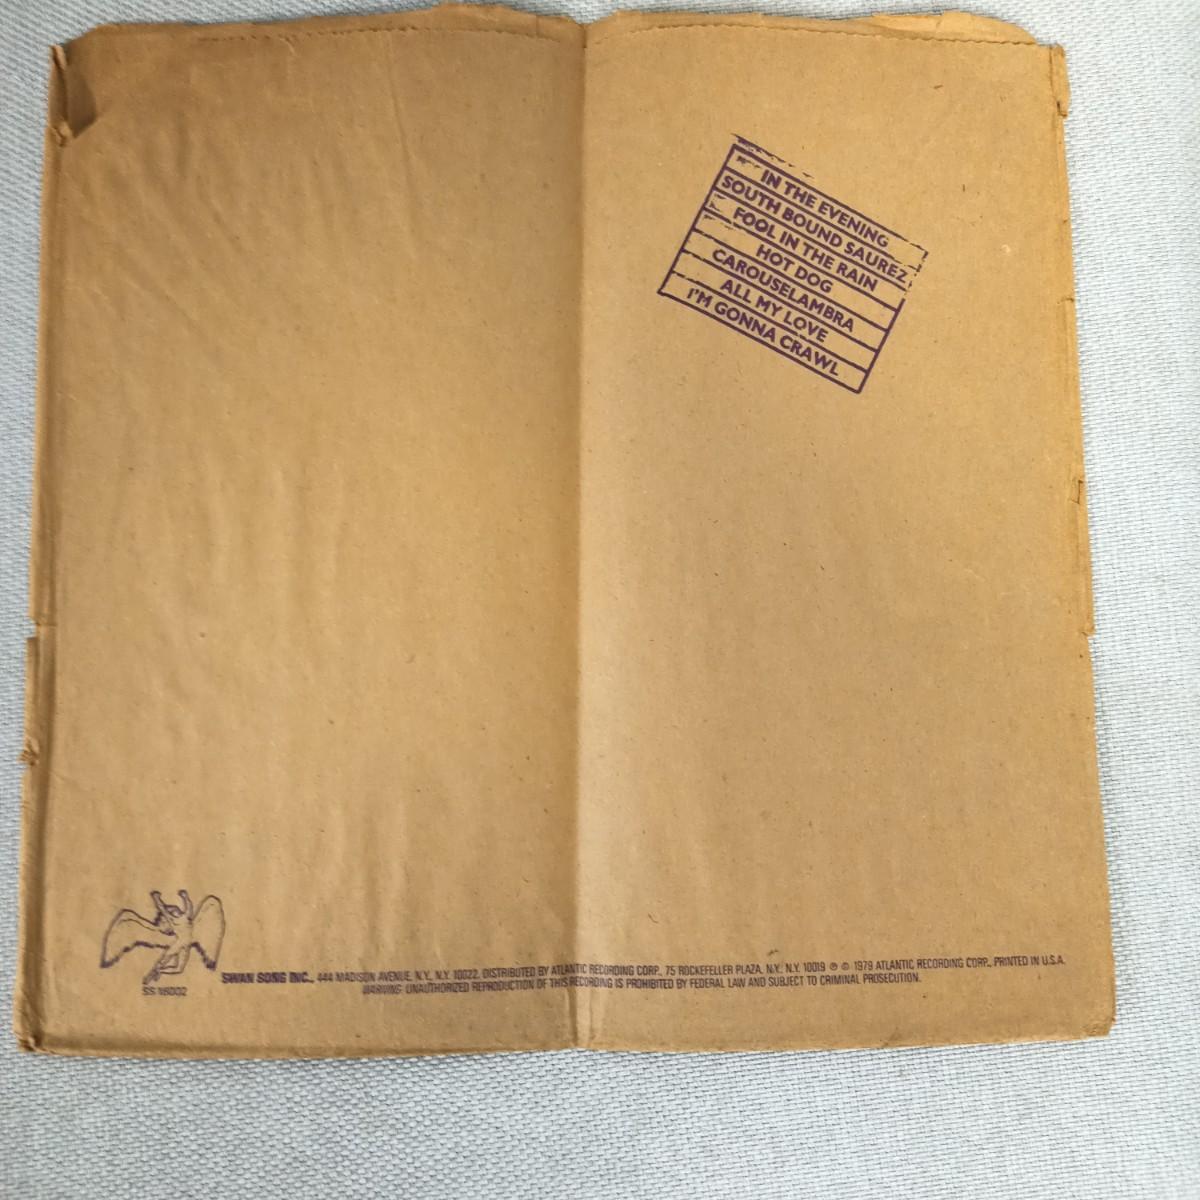 IN THE EVENING
SOUTH BOUND SAUREZ
FOOL IN THE RAIN
HOT DOG
CAROUSELAMBRA
ALL MY LOVE
I'M GONNA CRAWL
SWAN SONG INC., 444 MADISON AVENUE, N.Y., N.Y. 10022. DISTRIBUTED BY ATLANTIC RECORDING CORP., 75 ROCKEFELLER PLAZA, N.Y. N.Y. 10019 ℗ © 1979 ATLANTIC RECORDING CORP., PRINTED IN U.S.A.
SS 16002
WARNING: UNAUTHORIZED REPRODUCTION OF THIS RECORDING IS PROHIBITED BY FEDERAL LAW AND SUBJECT TO CRIMINAL PROSECUTION.